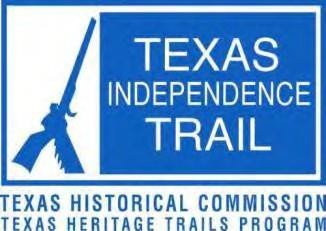 TEXAS
INDEPENDENCE
TRAIL
TEXAS HISTORICAL COMMISSION
TEXAS HERITAGE TRAILS PROGRAM